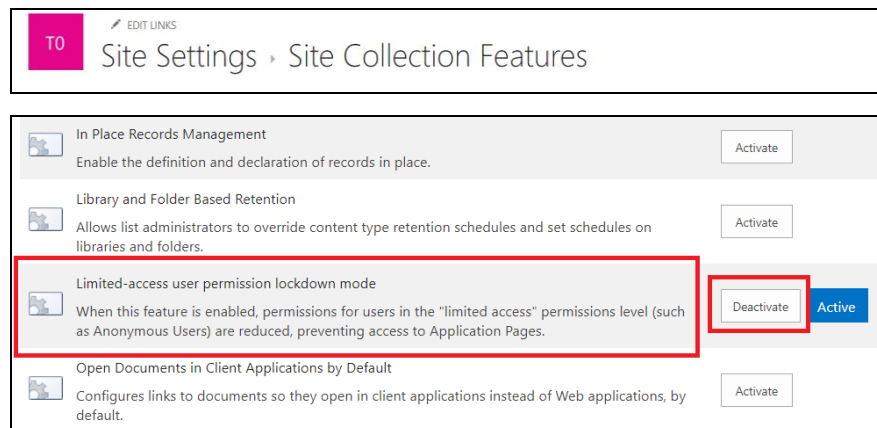 T0
EDIT LINKS
Site Settings › Site Collection Features
In Place Records Management
Enable the definition and declaration of records in place.
Activate
Library and Folder Based Retention
Allows list administrators to override content type retention schedules and set schedules on
libraries and folders.
Activate
Limited-access user permission lockdown mode
When this feature is enabled, permissions for users in the "limited access" permissions level (such
as Anonymous Users) are reduced, preventing access to Application Pages.
Deactivate
Active
Open Documents in Client Applications by Default
Configures links to documents so they open in client applications instead of Web applications, by
default.
Activate